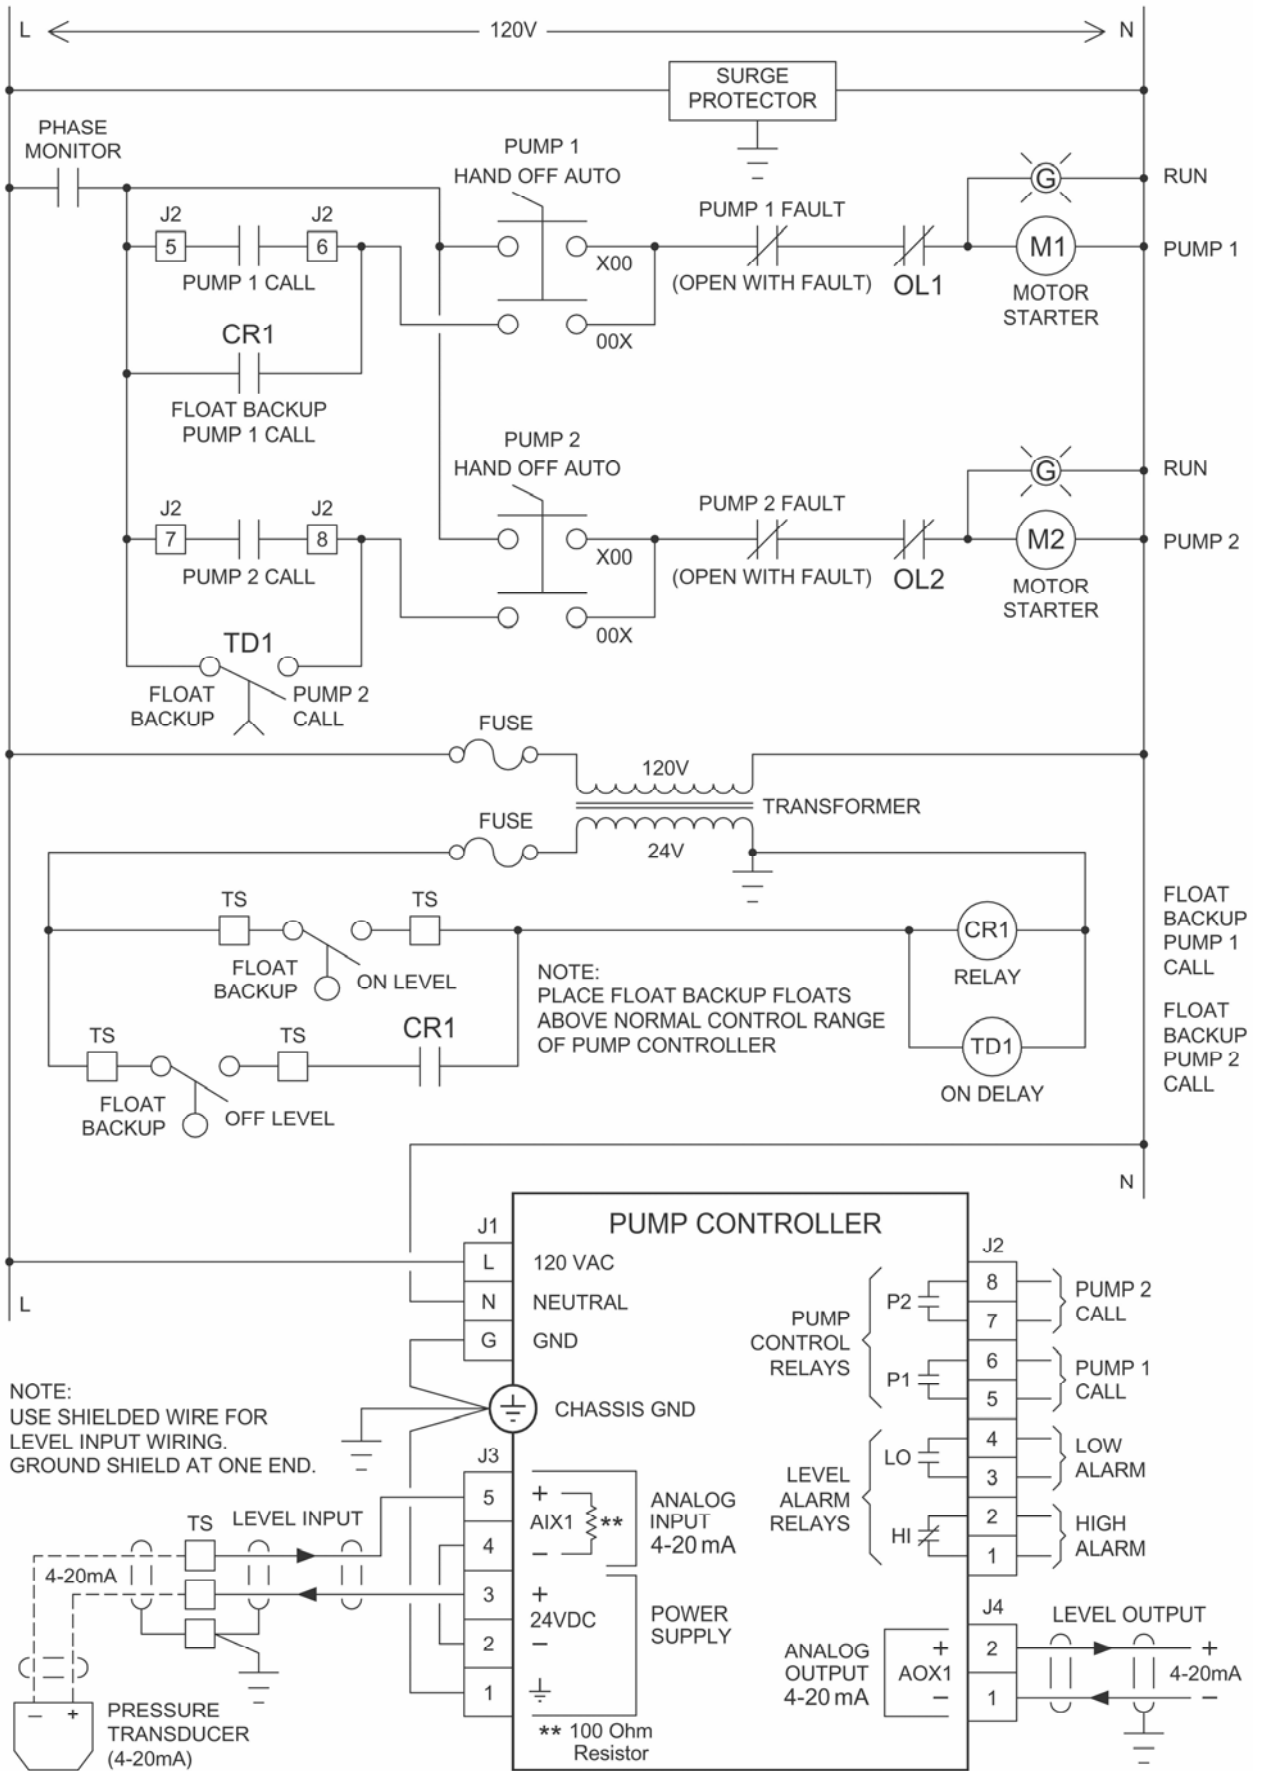 L
120V
N
SURGE
PROTECTOR
PHASE
MONITOR
PUMP 1
HAND OFF AUTO
G
RUN
J2
J2
PUMP 1 FAULT
5
6
X00
M1
PUMP 1
PUMP 1 CALL
(OPEN WITH FAULT)
OL1
MOTOR
STARTER
CR1
00X
FLOAT BACKUP
PUMP 1 CALL
PUMP 2
HAND OFF AUTO
G
RUN
J2
J2
PUMP 2 FAULT
7
8
X00
M2
PUMP 2
PUMP 2 CALL
(OPEN WITH FAULT)
OL2
MOTOR
STARTER
TD1
00X
FLOAT
BACKUP
PUMP 2
CALL
FUSE
120V
TRANSFORMER
FUSE
24V
TS
TS
FLOAT
BACKUP
ON LEVEL
CR1
RELAY
FLOAT
BACKUP
PUMP 1
CALL
NOTE:
PLACE FLOAT BACKUP FLOATS
ABOVE NORMAL CONTROL RANGE
OF PUMP CONTROLLER
TS
TS
CR1
FLOAT
BACKUP
OFF LEVEL
TD1
ON DELAY
FLOAT
BACKUP
PUMP 2
CALL
N
PUMP CONTROLLER
J1
L
120 VAC
N
NEUTRAL
G
GND
L
CHASSIS GND
J2
8
7
6
5
4
3
2
1
P2
P1
LO
HI
PUMP
CONTROL
RELAYS
LEVEL
ALARM
RELAYS
PUMP 2
CALL
PUMP 1
CALL
LOW
ALARM
HIGH
ALARM
NOTE:
USE SHIELDED WIRE FOR
LEVEL INPUT WIRING.
GROUND SHIELD AT ONE END.
J3
5
4
3
2
1
+
AIX1
**
−
ANALOG
INPUT
4-20 mA
+
24VDC
−
POWER
SUPPLY
** 100 Ohm
Resistor
TS
LEVEL INPUT
4-20mA
− +
PRESSURE
TRANSDUCER
(4-20mA)
J4
2
1
ANALOG
OUTPUT
4-20 mA
+
AOX1
−
LEVEL OUTPUT
+
4-20mA
−